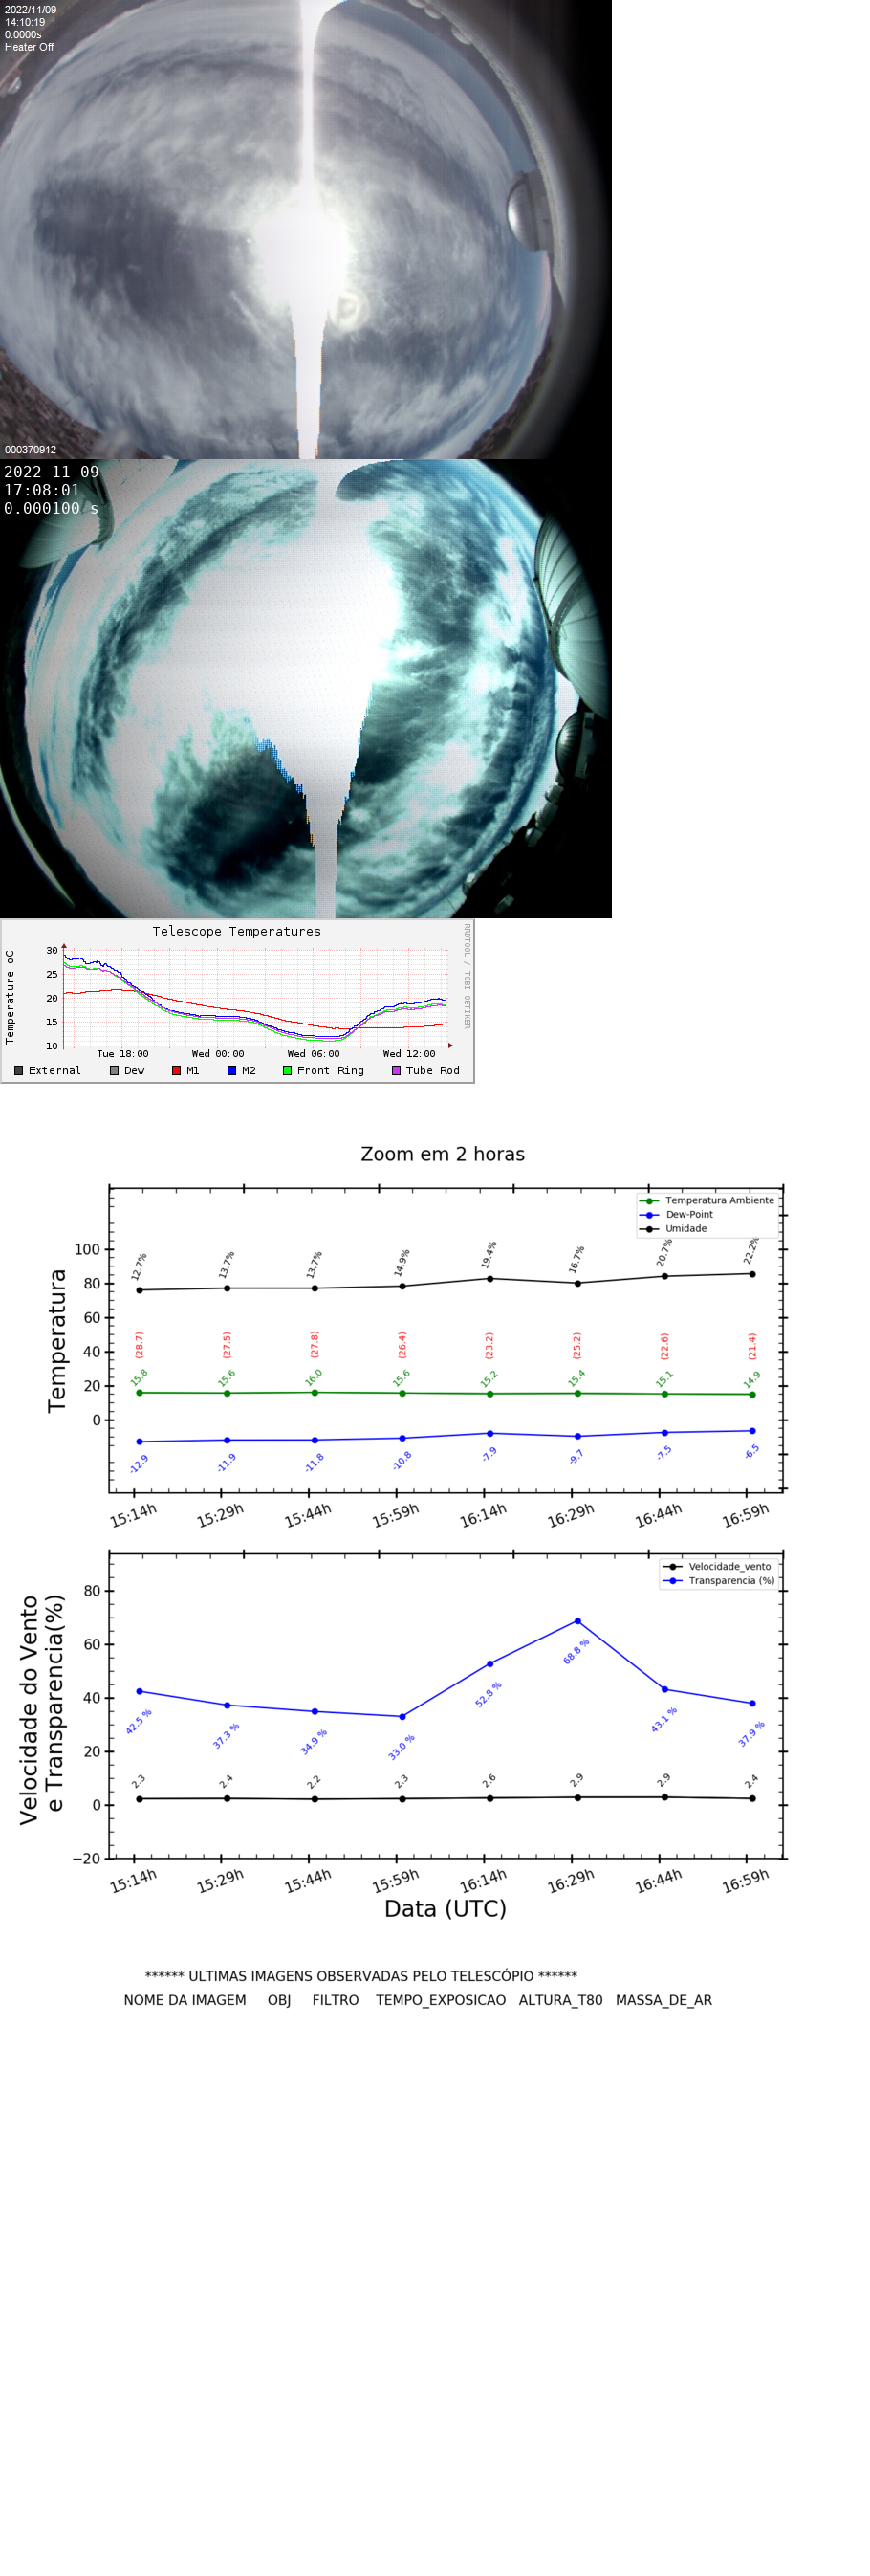 2022/11/09
14:10:19
0.0000s
Heater Off
000370912
2022-11-09
17:08:01
0.000100 s
Telescope Temperatures
RRDTOOL / TOBI OETIKER
Temperature oC
30
25
20
15
10
Tue 18:00 Wed 00:00 Wed 06:00 Wed 12:00
External Dew M1 M2 Front Ring Tube Rod
Zoom em 2 horas
Temperatura Ambiente
Dew-Point
Umidade
Temperatura
100
80
60
40
20
0
12.7% 13.7% 13.7% 14.9% 19.4% 16.7% 20.7% 22.2%
(28.7) (27.5) (27.8) (26.4) (23.2) (25.2) (22.6) (21.4)
15.8 15.6 16.0 15.6 15.2 15.4 15.1 14.9
-12.9 -11.9 -11.8 -10.8 -7.9 -9.7 -7.5 -6.5
15:14h 15:29h 15:44h 15:59h 16:14h 16:29h 16:44h 16:59h
Velocidade_vento
Transparencia (%)
Velocidade do Vento
e Transparencia(%)
80
60
40
20
0
−20
42.5 % 37.3 % 34.9 % 33.0 % 52.8 % 68.8 % 43.1 % 37.9 %
2.3 2.4 2.2 2.3 2.6 2.9 2.9 2.4
15:14h 15:29h 15:44h 15:59h 16:14h 16:29h 16:44h 16:59h
Data (UTC)
****** ULTIMAS IMAGENS OBSERVADAS PELO TELESCÓPIO ******
NOME DA IMAGEM OBJ FILTRO TEMPO_EXPOSICAO ALTURA_T80 MASSA_DE_AR